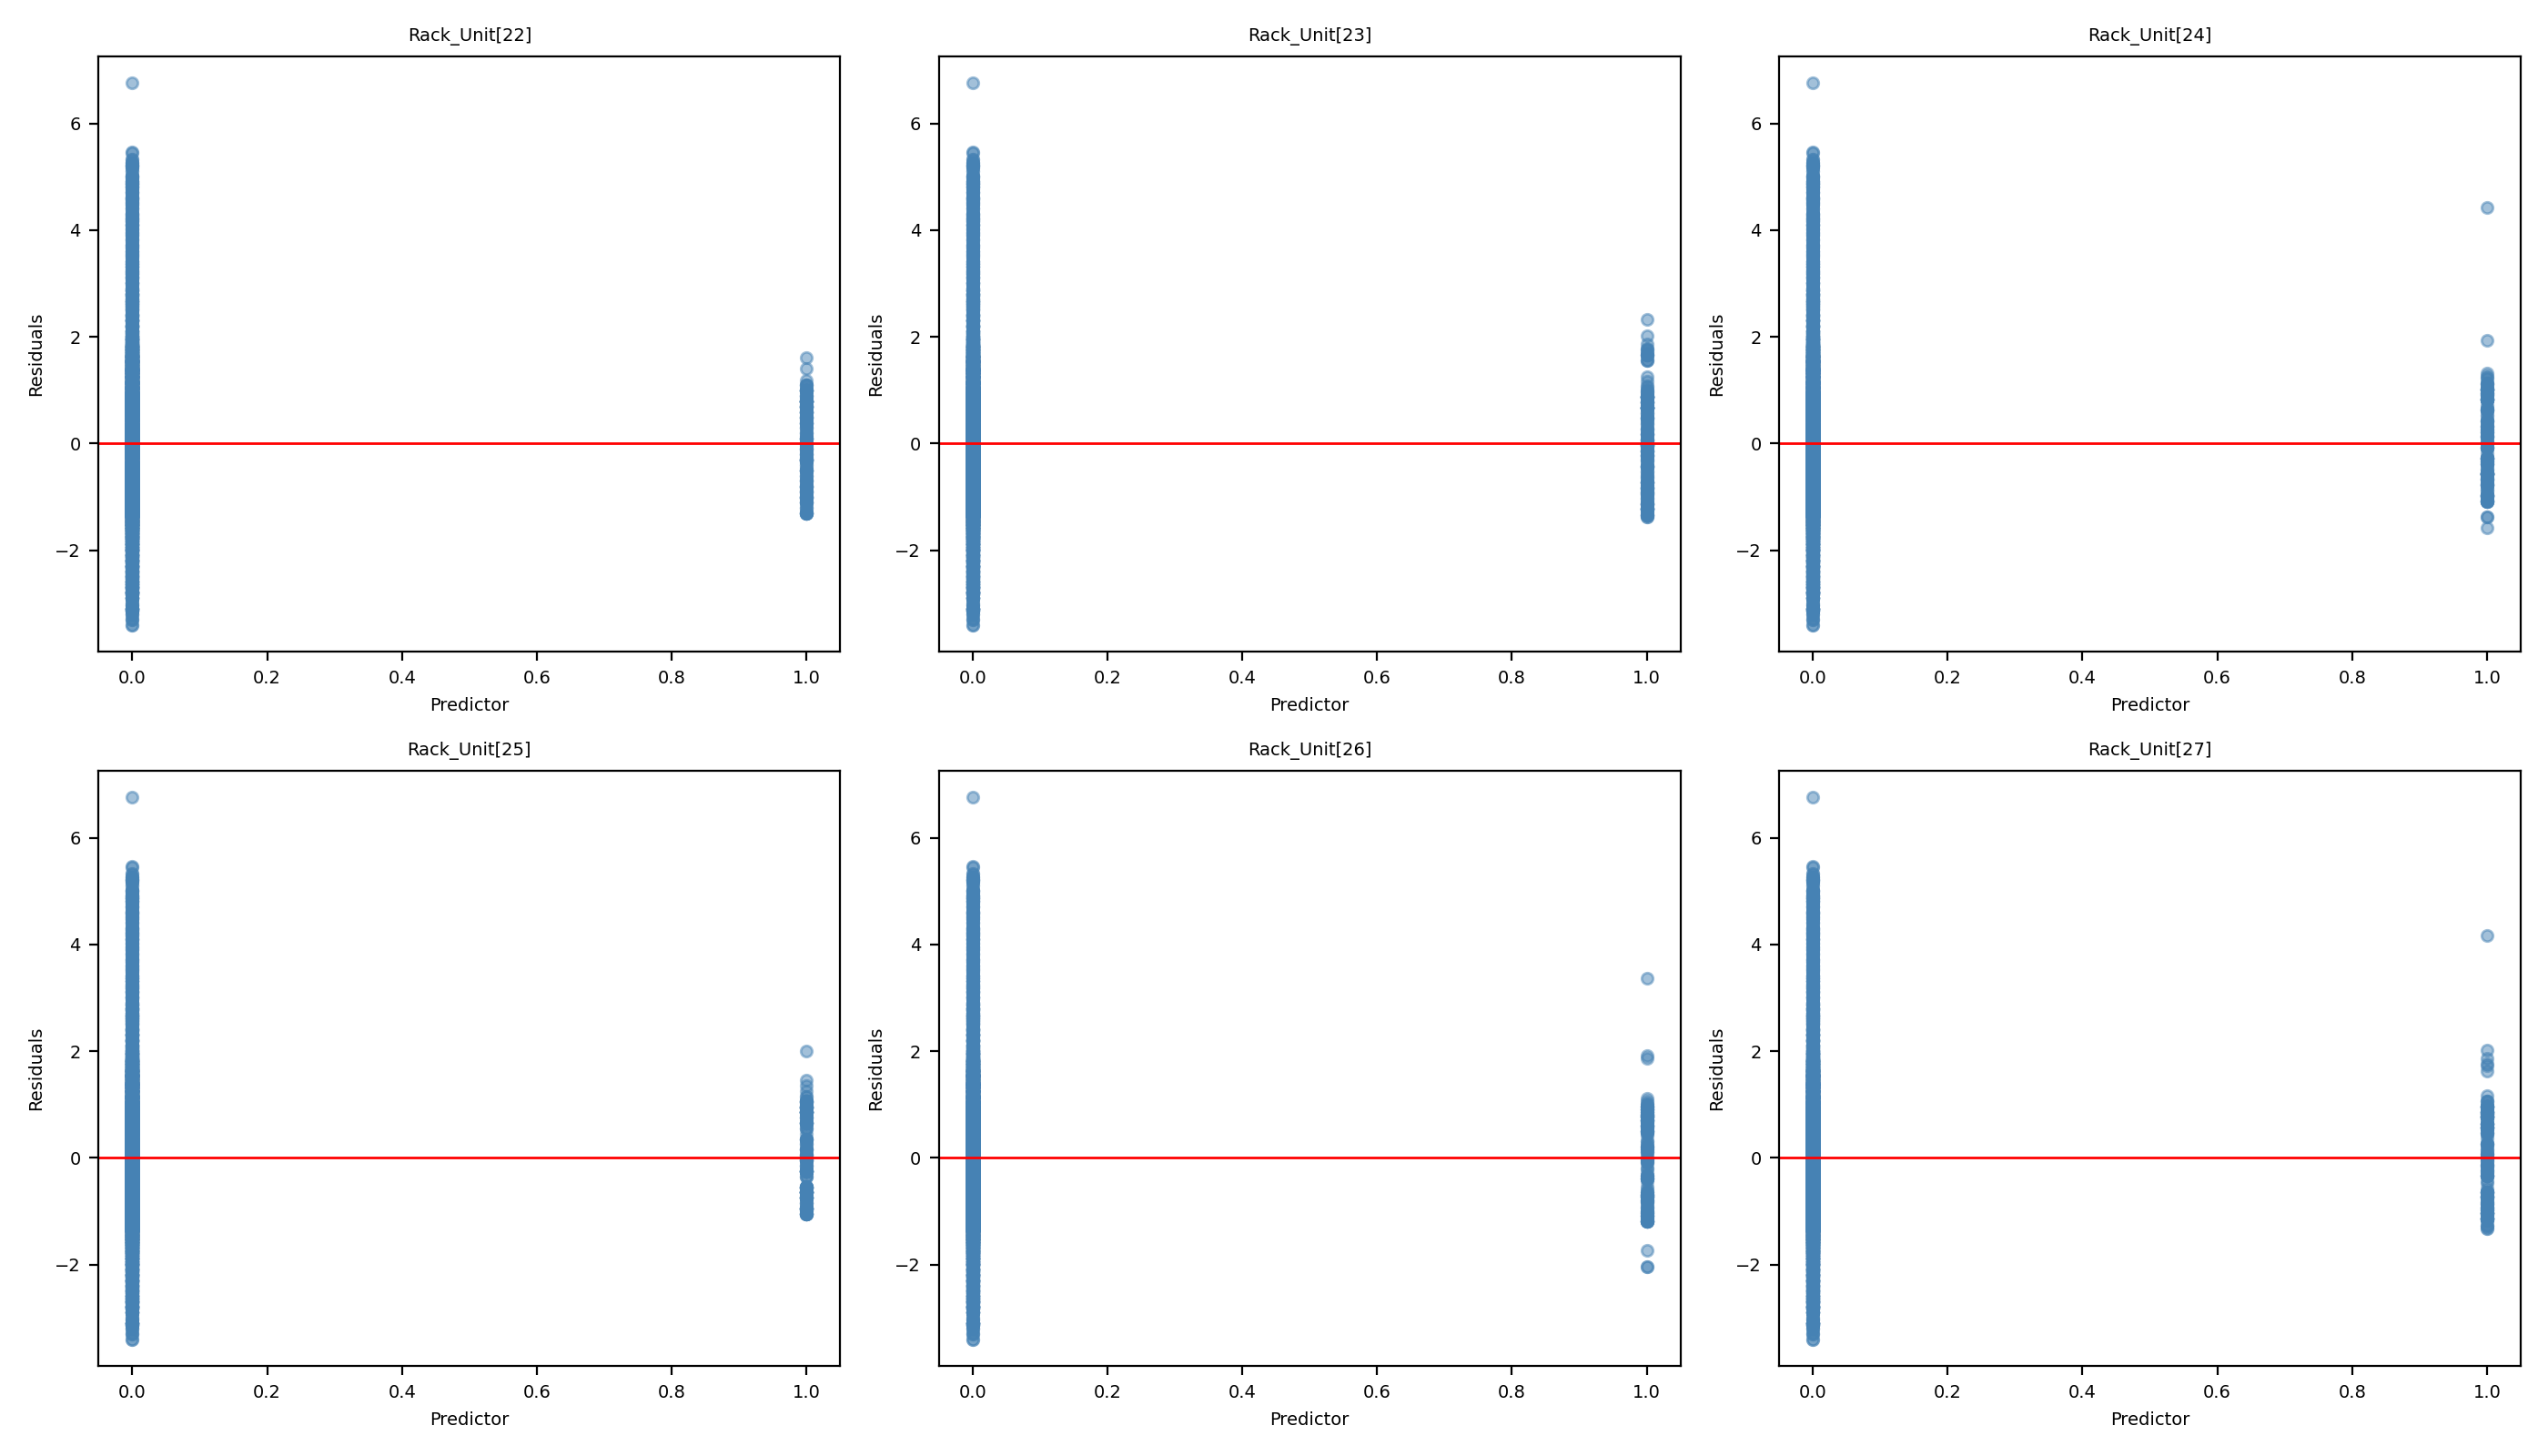 Rack_Unit[22]
Residuals
6
4
2
0
−2
0.0 0.2 0.4 0.6 0.8 1.0
Predictor
Rack_Unit[23]
Residuals
6
4
2
0
−2
0.0 0.2 0.4 0.6 0.8 1.0
Predictor
Rack_Unit[24]
Residuals
6
4
2
0
−2
0.0 0.2 0.4 0.6 0.8 1.0
Predictor
Rack_Unit[25]
Residuals
6
4
2
0
−2
0.0 0.2 0.4 0.6 0.8 1.0
Predictor
Rack_Unit[26]
Residuals
6
4
2
0
−2
0.0 0.2 0.4 0.6 0.8 1.0
Predictor
Rack_Unit[27]
Residuals
6
4
2
0
−2
0.0 0.2 0.4 0.6 0.8 1.0
Predictor